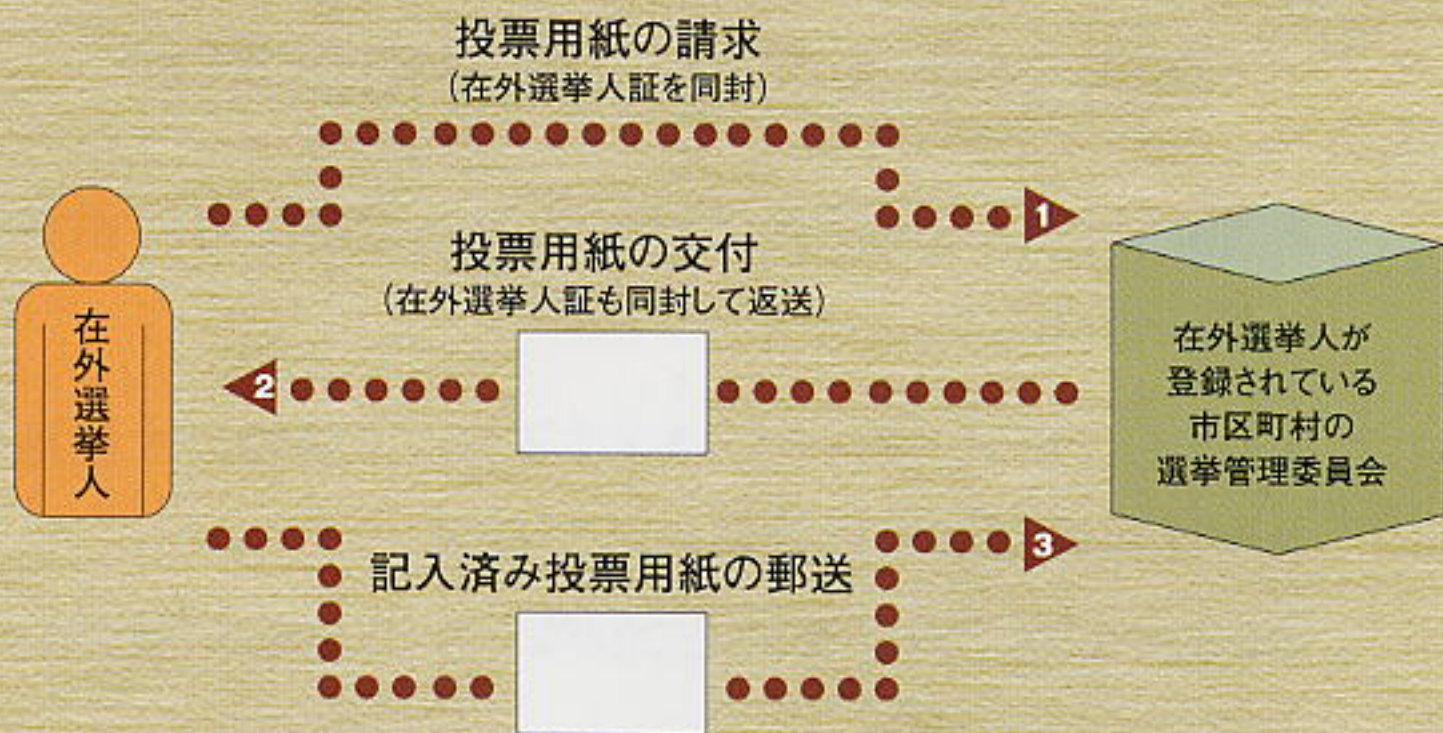 投票用紙の請求
(在外選挙人証を同封)
1
投票用紙の交付
(在外選挙人証も同封して返送)
在外選挙人
2
在外選挙人が
登録されている
市区町村の
選挙管理委員会
3
記入済み投票用紙の郵送